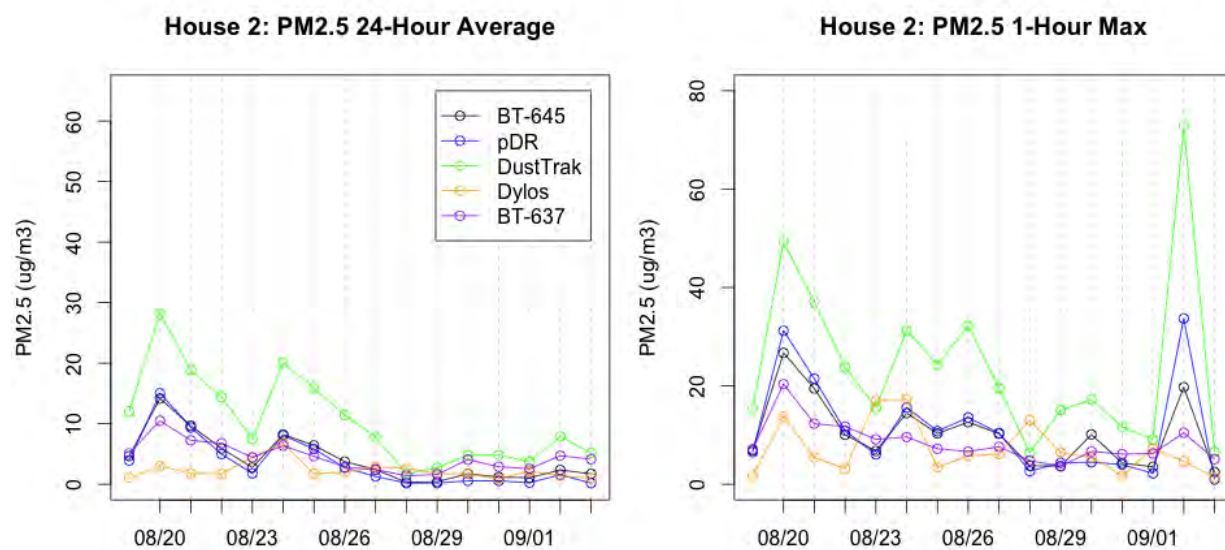 House 2: PM2.5 24-Hour Average
PM2.5 (ug/m3)
0
10
20
30
40
50
60
BT-645
pDR
DustTrak
Dylos
BT-637
08/20
08/23
08/26
08/29
09/01
House 2: PM2.5 1-Hour Max
PM2.5 (ug/m3)
0
20
40
60
80
08/20
08/23
08/26
08/29
09/01